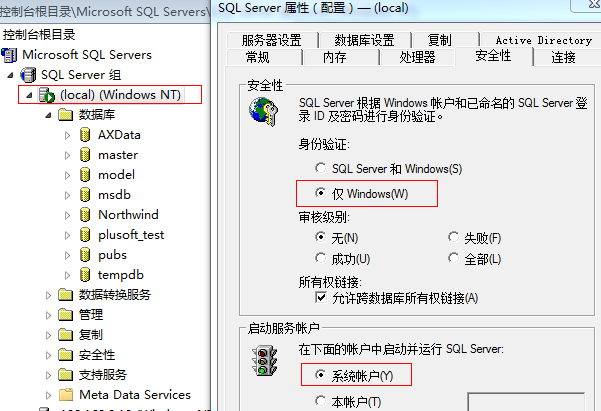 控制台根目录\Microsoft SQL Servers\
控制台根目录
Microsoft SQL Servers
SQL Server 组
(local) (Windows NT)
数据库
AXData
master
model
msdb
Northwind
plusoft_test
pubs
tempdb
数据转换服务
管理
复制
安全性
支持服务
Meta Data Services
SQL Server 属性（配置）— (local)
服务器设置 数据库设置 复制 Active Directory
常规 内存 处理器 安全性 连接
安全性
SQL Server 根据 Windows 帐户和已命名的 SQL Server 登
录 ID 及密码进行身份验证。
身份验证:
SQL Server 和 Windows(S)
仅 Windows(W)
审核级别:
无(N) 失败(F)
成功(U) 全部(L)
所有权链接:
允许跨数据库所有权链接(A)
启动服务帐户
在下面的帐户中启动并运行 SQL Server:
系统帐户(Y)
本帐户(T)